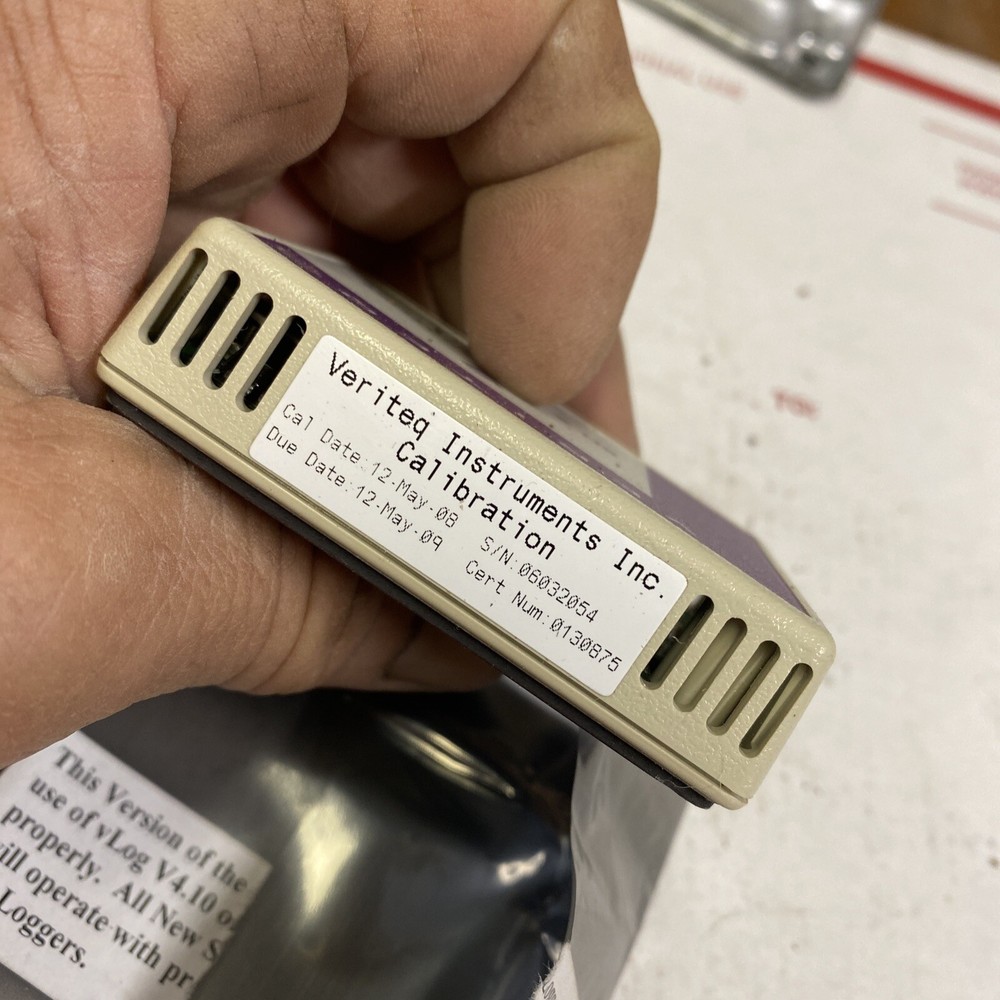 Veriteq Instruments Inc.
Calibration
Cal Date:12-May-08 S/N:06032054
Due Date:12-May-09 Cert Num:0130875
This Version of the
use of vLog V4.10 o
properly. All New S
ill operate with pr
Loggers.